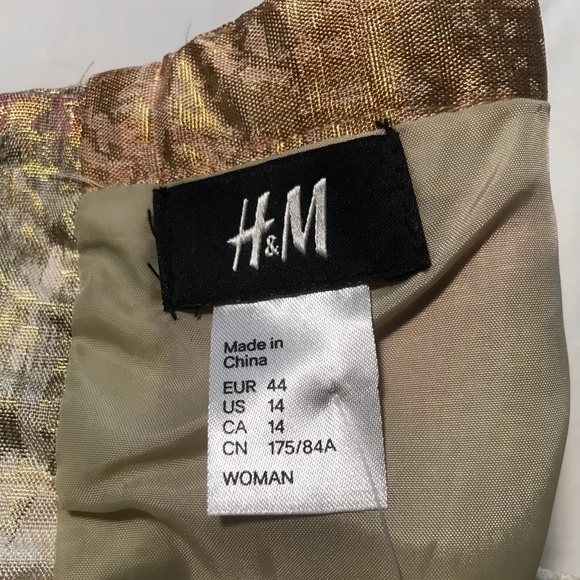 H&M
Made in
China
EUR 44
US 14
CA 14
CN 175/84A
WOMAN